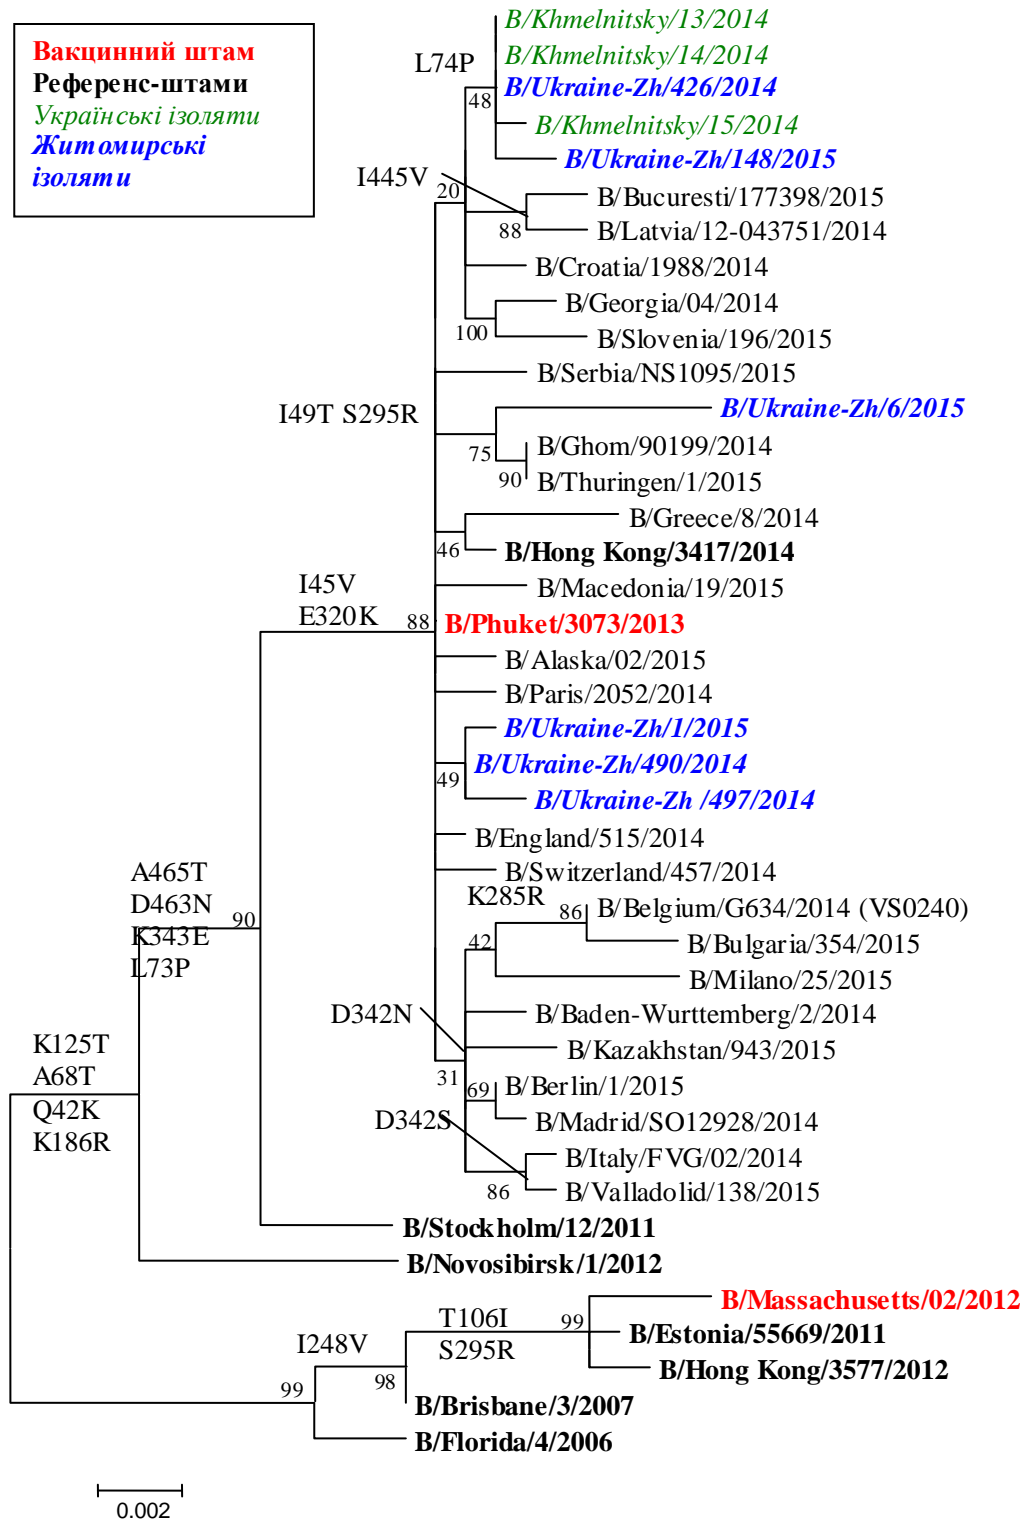 Вакцинний штам
Референс-штами
Українські ізоляти
Житомирські
ізоляти
B/Khmelnitsky/13/2014
B/Khmelnitsky/14/2014
L74P
B/Ukraine-Zh/426/2014
48
B/Khmelnitsky/15/2014
B/Ukraine-Zh/148/2015
I445V
20
B/Bucuresti/177398/2015
88
B/Latvia/12-043751/2014
B/Croatia/1988/2014
B/Georgia/04/2014
100
B/Slovenia/196/2015
B/Serbia/NS1095/2015
I49T S295R
B/Ukraine-Zh/6/2015
75
B/Ghom/90199/2014
90
B/Thuringen/1/2015
B/Greece/8/2014
46
B/Hong Kong/3417/2014
I45V
E320K
B/Macedonia/19/2015
88
B/Phuket/3073/2013
B/Alaska/02/2015
B/Paris/2052/2014
B/Ukraine-Zh/1/2015
49
B/Ukraine-Zh/490/2014
B/Ukraine-Zh /497/2014
B/England/515/2014
B/Switzerland/457/2014
A465T
D463N
K343E
L73P
90
K285R
86
B/Belgium/G634/2014 (VS0240)
42
B/Bulgaria/354/2015
B/Milano/25/2015
D342N
B/Baden-Wurttemberg/2/2014
B/Kazakhstan/943/2015
31
69
B/Berlin/1/2015
D342S
B/Madrid/SO12928/2014
B/Italy/FVG/02/2014
86
B/Valladolid/138/2015
K125T
A68T
Q42K
K186R
B/Stockholm/12/2011
B/Novosibirsk/1/2012
B/Massachusetts/02/2012
T106I
S295R
99
B/Estonia/55669/2011
I248V
B/Hong Kong/3577/2012
99
98
B/Brisbane/3/2007
B/Florida/4/2006
0.002